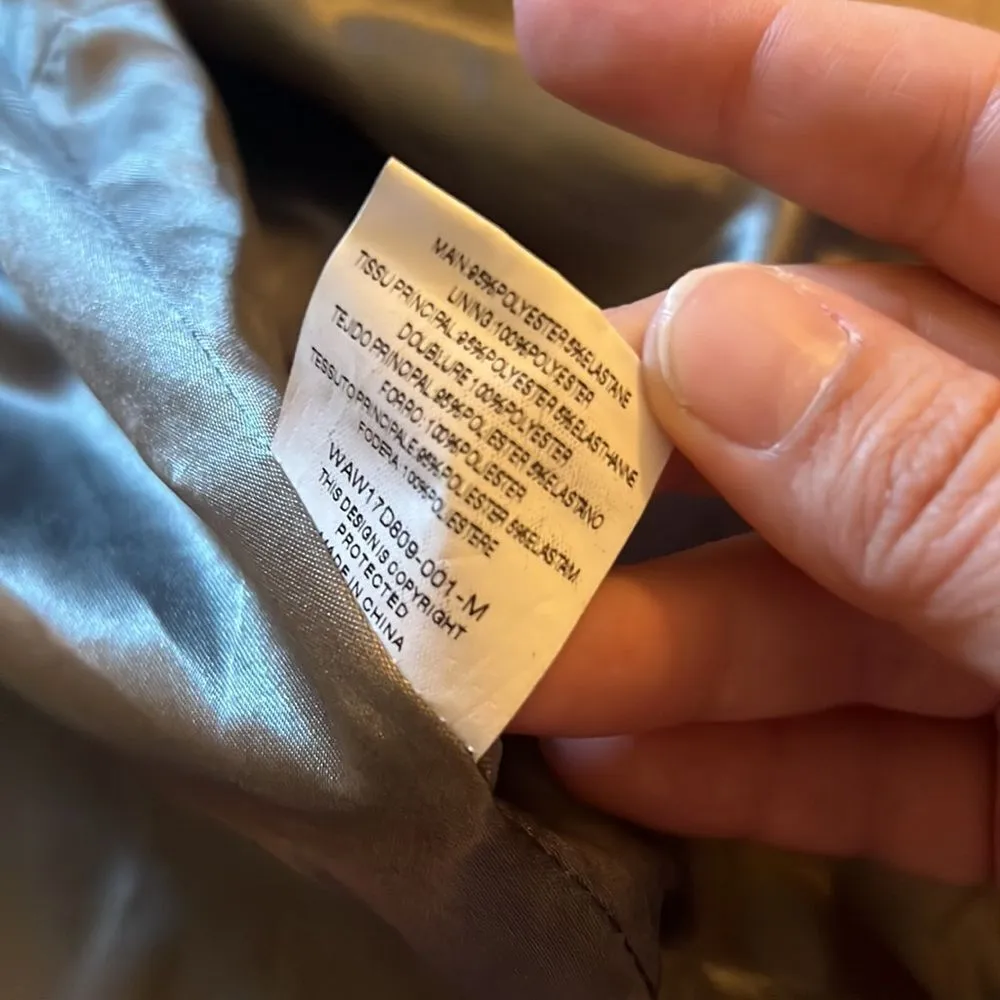 MAIN:95%POLYESTER 5%ELASTANE
LINING:100%POLYESTER
TISSU PRINCIPAL:95%POLYESTER 5%ELASTHANNE
DOUBLURE:100%POLYESTER
TEJIDO PRINCIPAL:95%POLIESTER 5%ELASTANO
FORRO:100%POLIESTER
TESSUTO PRINCIPALE:95%POLIESTERE 5%ELASTAM
FODERA:100%POLIESTERE
WAW17D809-001-M
THIS DESIGN IS COPYRIGHT
PROTECTED
MADE IN CHINA